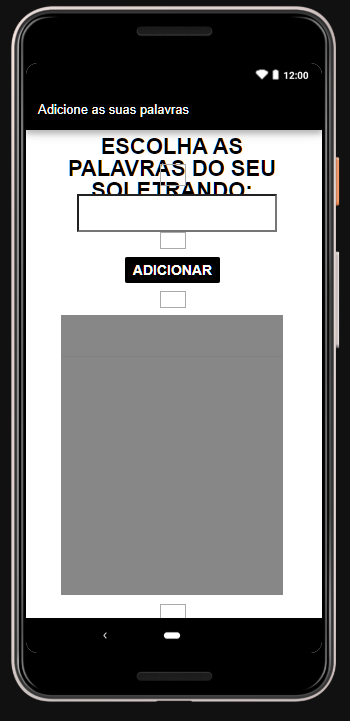 12:00
Adicione as suas palavras
ESCOLHA AS
PALAVRAS DO SEU
SOLETRANDO:
ADICIONAR